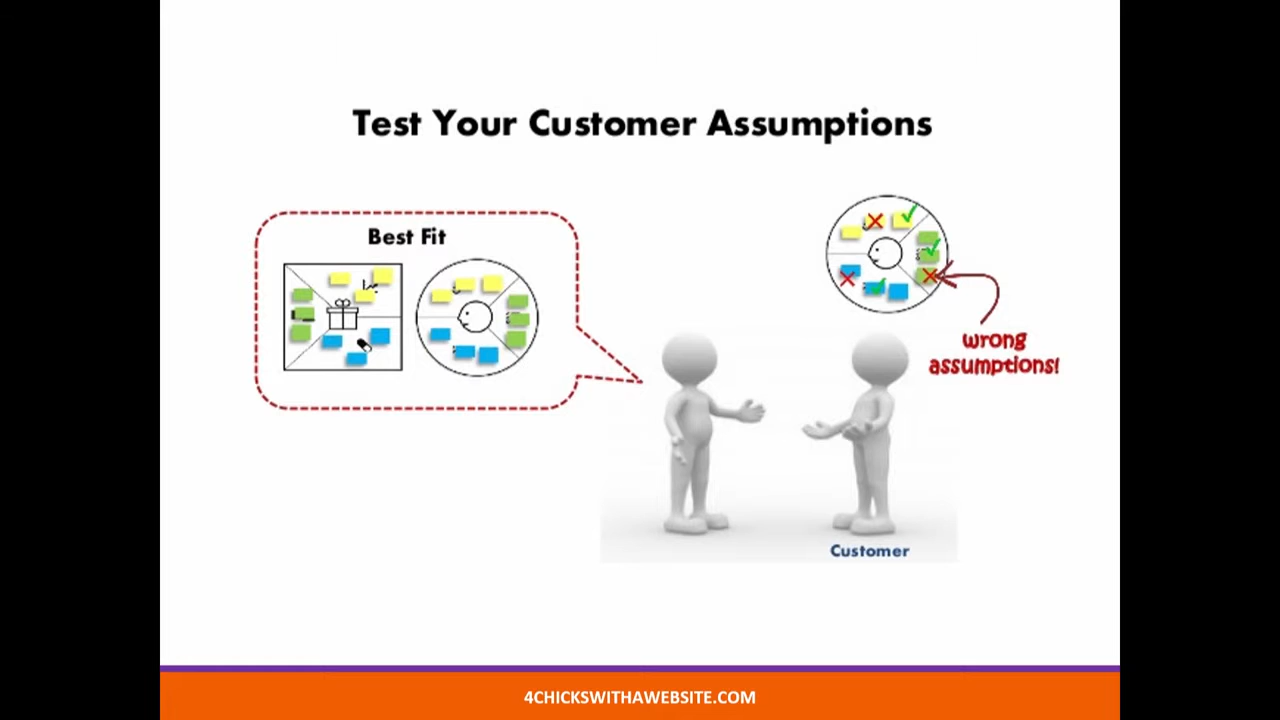 Test Your Customer Assumptions
Best Fit
wrong
assumptions!
Customer
4CHICKSWITHAWEBSITE.COM